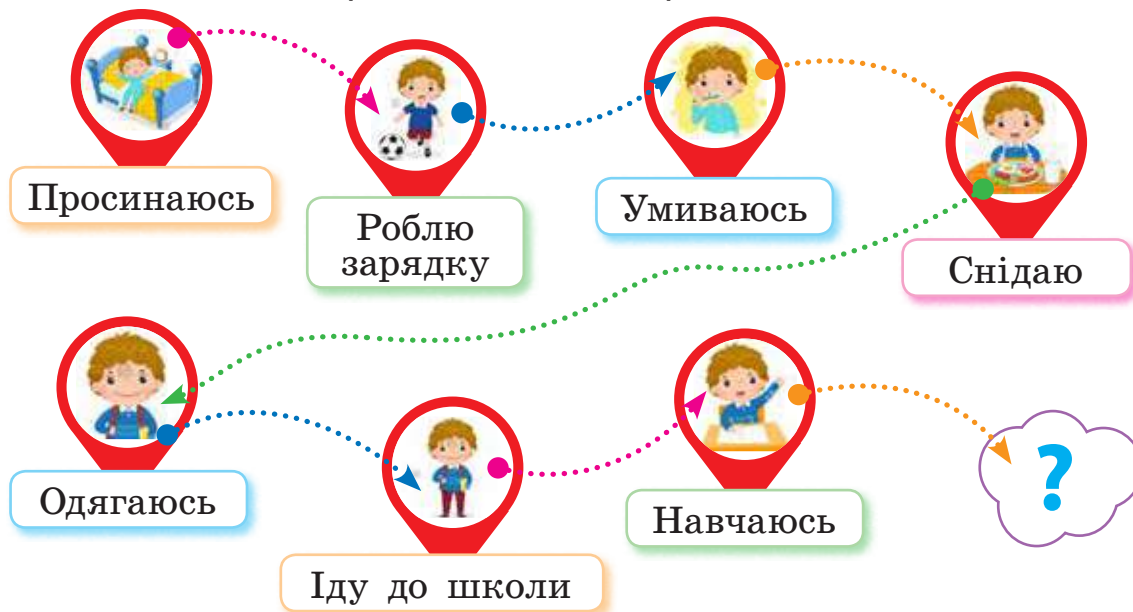 Просинаюсь
Роблю
зарядку
Умиваюсь
Снідаю
Одягаюсь
Іду до школи
Навчаюсь
?